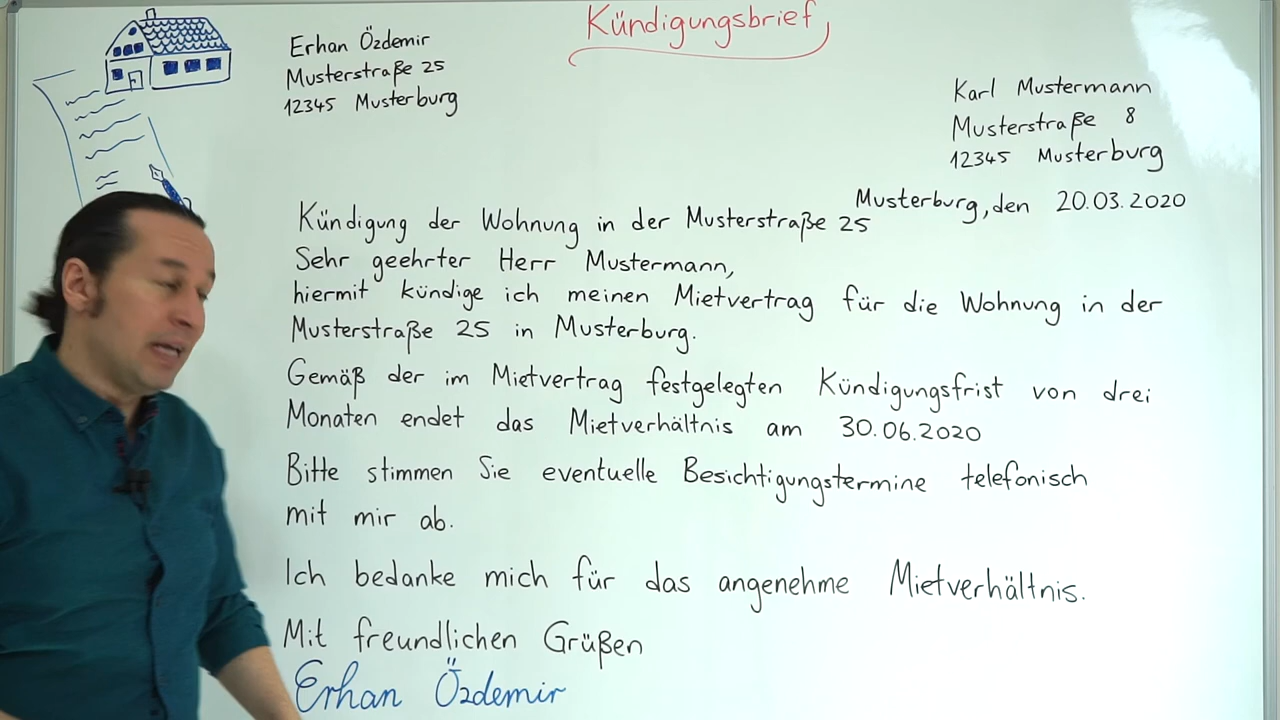 Kündigungsbrief
Erhan Özdemir
Musterstraße 25
12345 Musterburg
Karl Mustermann
Musterstraße 8
12345 Musterburg
Musterburg, den 20.03.2020
Kündigung der Wohnung in der Musterstraße 25
Sehr geehrter Herr Mustermann,
hiermit kündige ich meinen Mietvertrag für die Wohnung in der
Musterstraße 25 in Musterburg.
Gemäß der im Mietvertrag festgelegten Kündigungsfrist von drei
Monaten endet das Mietverhältnis am 30.06.2020
Bitte stimmen Sie eventuelle Besichtigungstermine telefonisch
mit mir ab.
Ich bedanke mich für das angenehme Mietverhältnis.
Mit freundlichen Grüßen
Erhan Özdemir